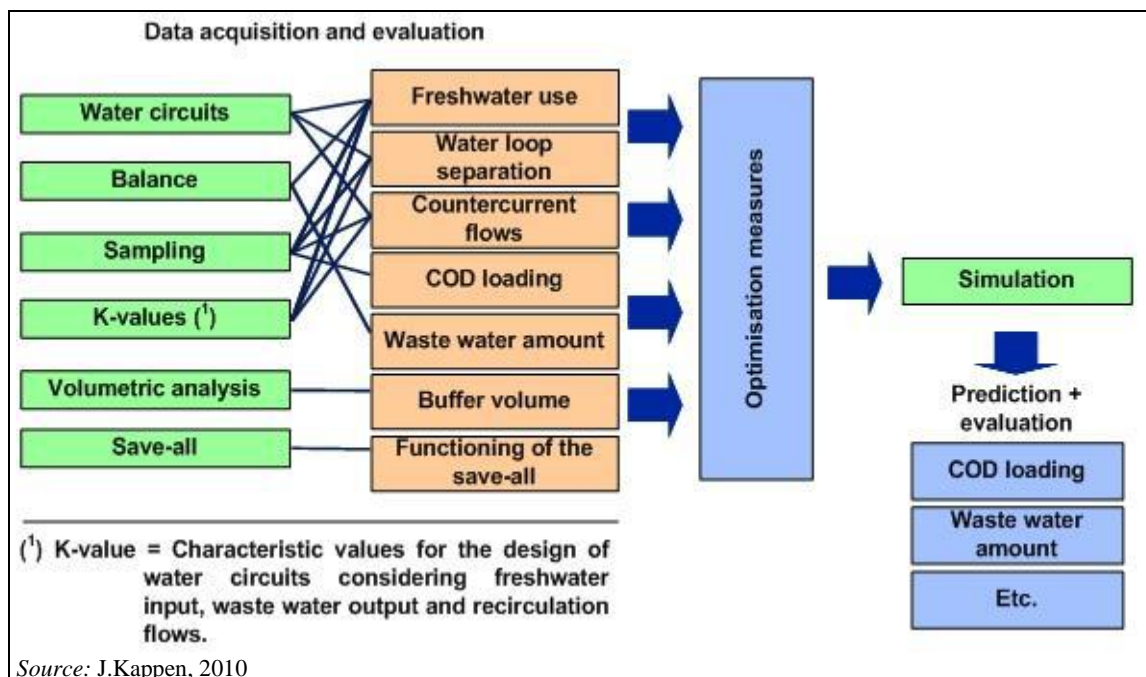 Data acquisition and evaluation
Water circuits
Balance
Sampling
K-values (¹)
Volumetric analysis
Save-all
Freshwater use
Water loop
separation
Countercurrent
flows
COD loading
Waste water amount
Buffer volume
Functioning of the
save-all
Optimisation measures
Simulation
Prediction +
evaluation
COD loading
Waste water
amount
Etc.
(¹) K-value = Characteristic values for the design of
water circuits considering freshwater
input, waste water output and recirculation
flows.
Source: J.Kappen, 2010